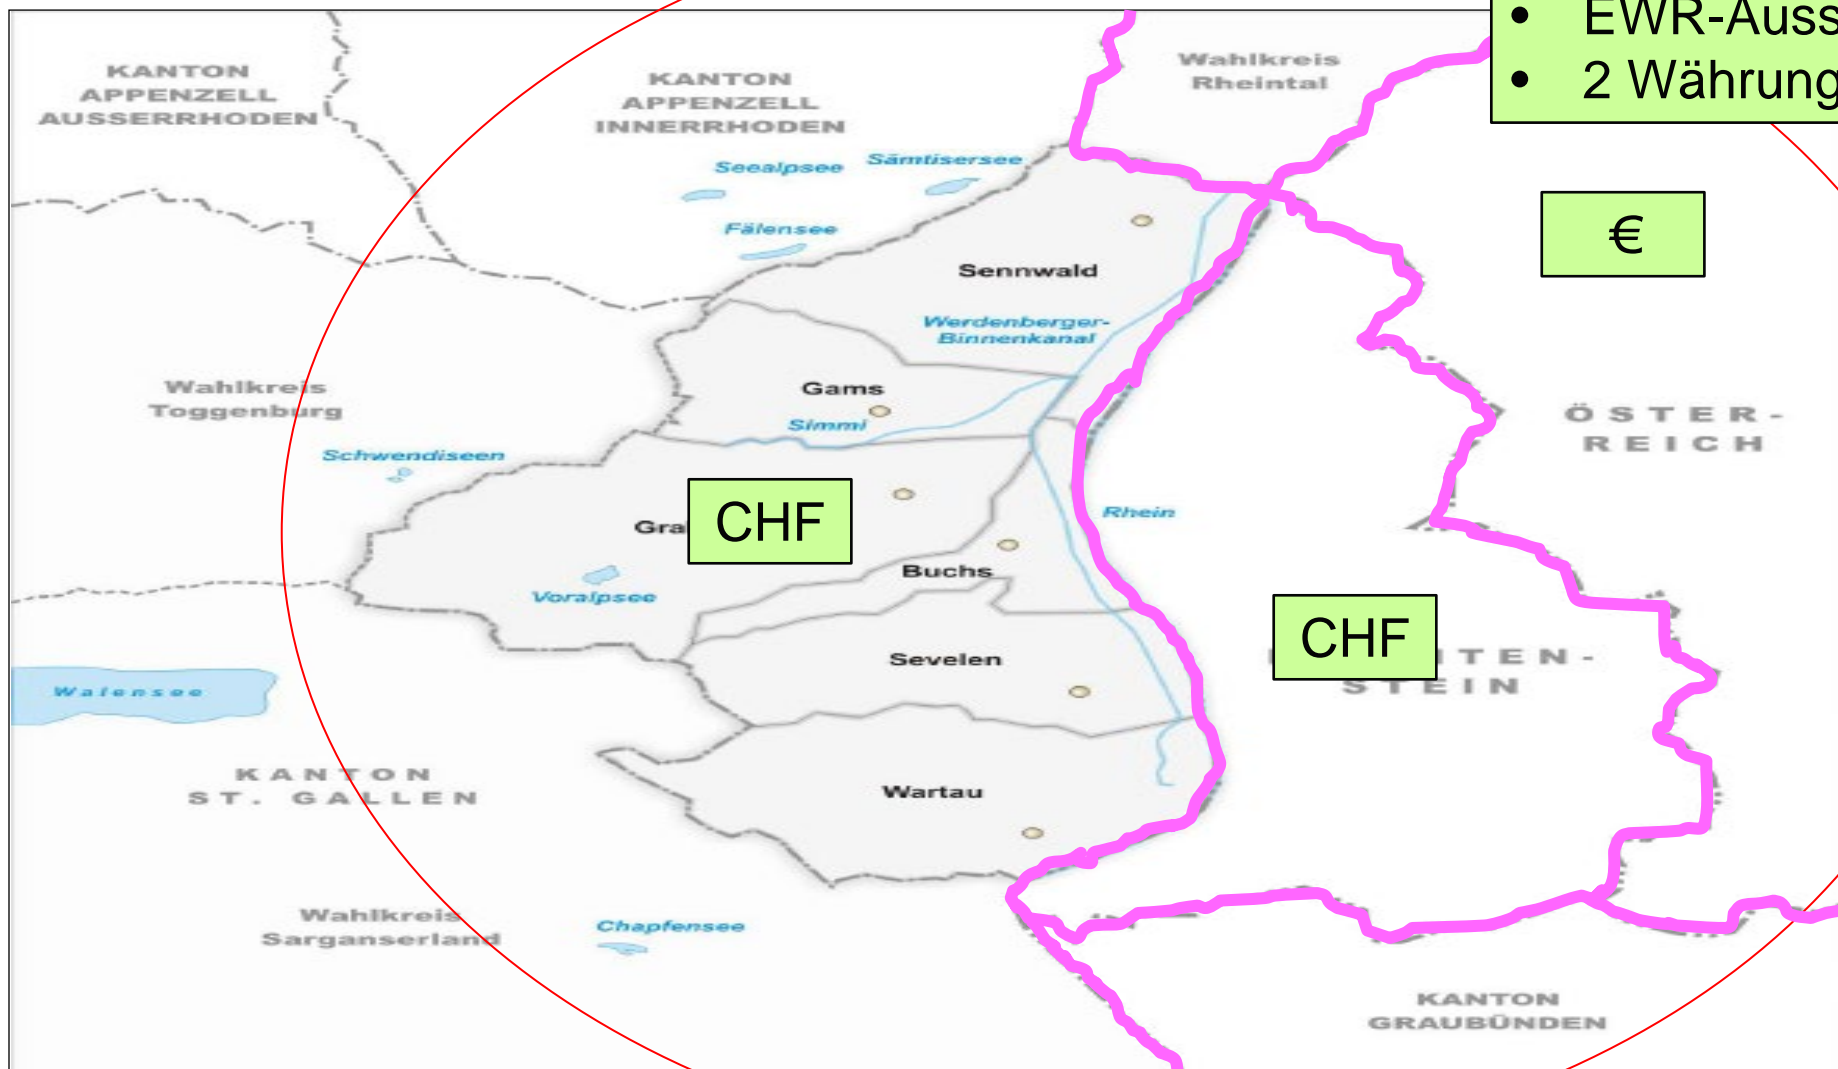 • EWR-Auss
• 2 Währung
KANTON
APPENZELL
AUSSERRHODEN
KANTON
APPENZELL
INNERRHODEN
Wahlkreis
Rheintal
Seealpsee
Sämtisersee
Fälensee
€
Sennwald
Werdenberger-
Binnenkanal
Wahlkreis
Toggenburg
Gams
Simmi
ÖSTER-
REICH
Schwendiseen
CHF
Rhein
Buchs
Voralpsee
CHF
STEIN
Sevelen
Walensee
KANTON
ST. GALLEN
Wartau
Wahlkreis
Sarganserland
Chapfensee
KANTON
GRAUBÜNDEN